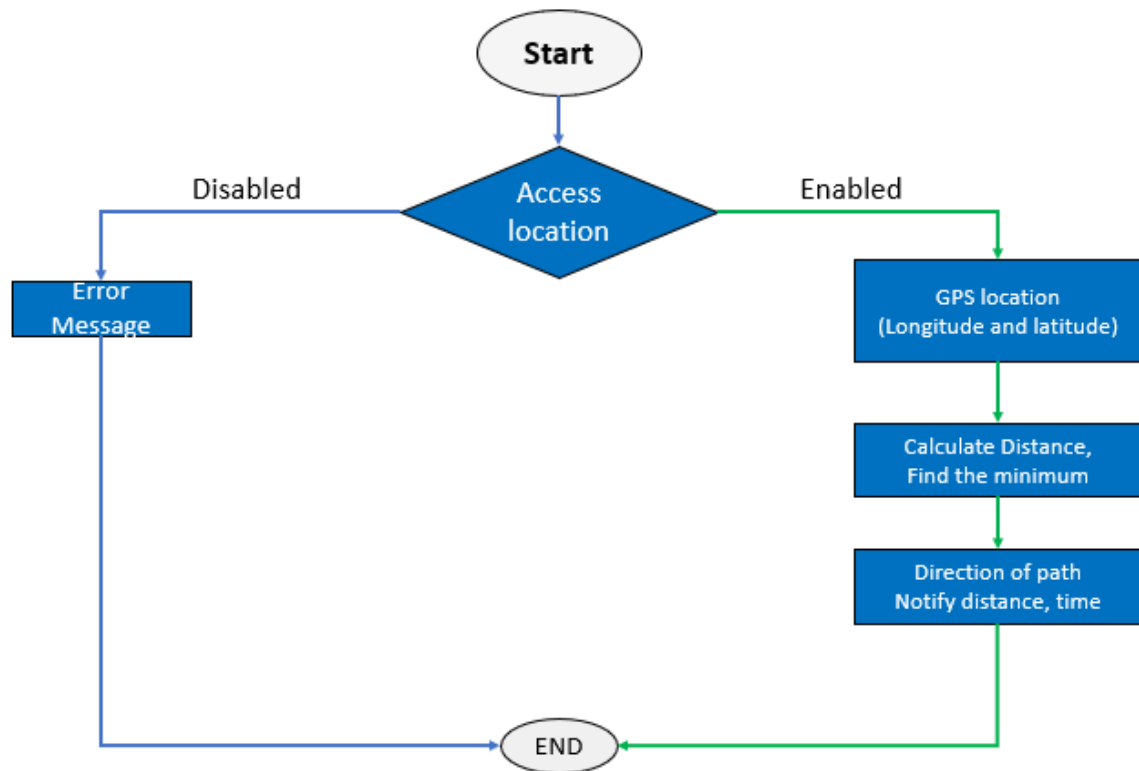 Start
Access
location
Disabled
Enabled
Error
Message
GPS location
(Longitude and latitude)
Calculate Distance,
Find the minimum
Direction of path
Notify distance, time
END